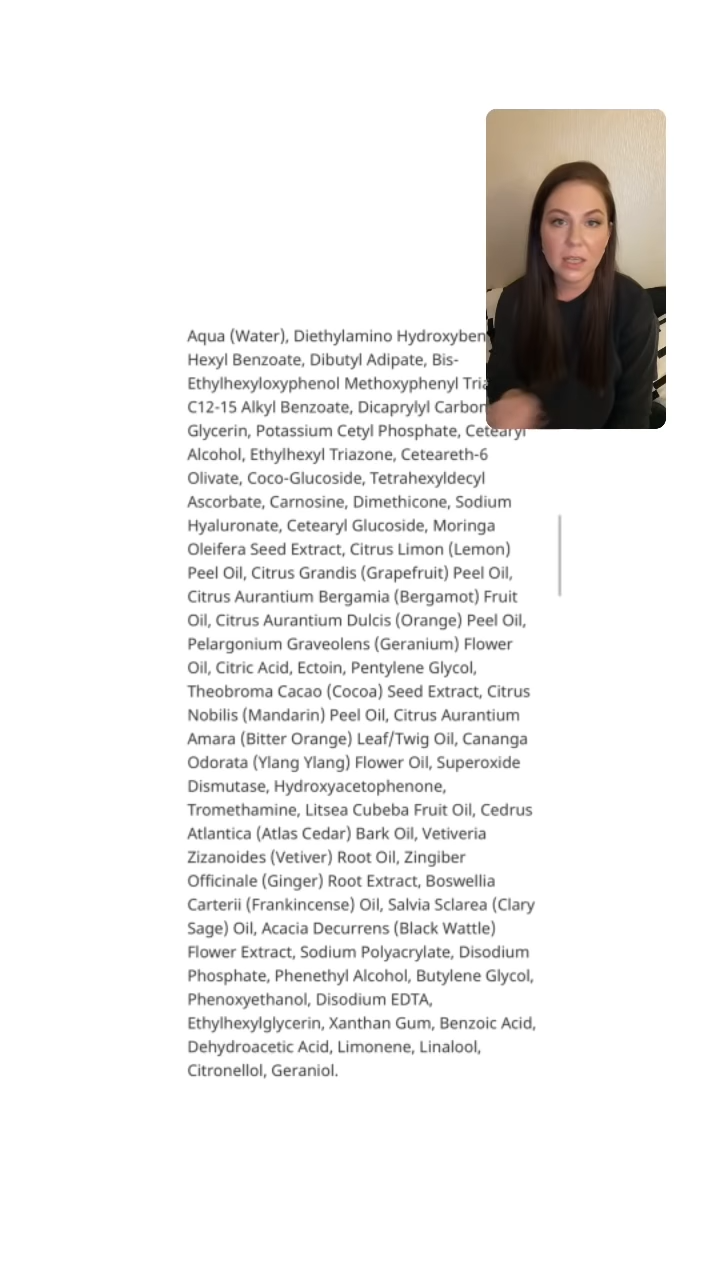 Aqua (Water), Diethylamino
Hexyl Benzoate, Dibutyl Adipate, Bis-
Ethylhexyloxyphenol Methoxyphenyl
C12-15 Alkyl Benzoate, Dicaprylyl
Glycerin, Potassium Cetyl Phosphate, Cetearyl
Alcohol, Ethylhexyl Triazone, Ceteareth-6
Olivate, Coco-Glucoside, Tetrahexyldecyl
Ascorbate, Carnosine, Dimethicone, Sodium
Hyaluronate, Cetearyl Glucoside, Moringa
Oleifera Seed Extract, Citrus Limon (Lemon)
Peel Oil, Citrus Grandis (Grapefruit) Peel Oil,
Citrus Aurantium Bergamia (Bergamot) Fruit
Oil, Citrus Aurantium Dulcis (Orange) Peel Oil,
Pelargonium Graveolens (Geranium) Flower
Oil, Citric Acid, Ectoin, Pentylene Glycol,
Theobroma Cacao (Cocoa) Seed Extract, Citrus
Nobilis (Mandarin) Peel Oil, Citrus Aurantium
Amara (Bitter Orange) Leaf/Twig Oil, Cananga
Odorata (Ylang Ylang) Flower Oil, Superoxide
Dismutase, Hydroxyacetophenone,
Tromethamine, Litsea Cubeba Fruit Oil, Cedrus
Atlantica (Atlas Cedar) Bark Oil, Vetiveria
Zizanoides (Vetiver) Root Oil, Zingiber
Officinale (Ginger) Root Extract, Boswellia
Carterii (Frankincense) Oil, Salvia Sclarea (Clary
Sage) Oil, Acacia Decurrens (Black Wattle)
Flower Extract, Sodium Polyacrylate, Disodium
Phosphate, Phenethyl Alcohol, Butylene Glycol,
Phenoxyethanol, Disodium EDTA,
Ethylhexylglycerin, Xanthan Gum, Benzoic Acid,
Dehydroacetic Acid, Limonene, Linalool,
Citronellol, Geraniol.